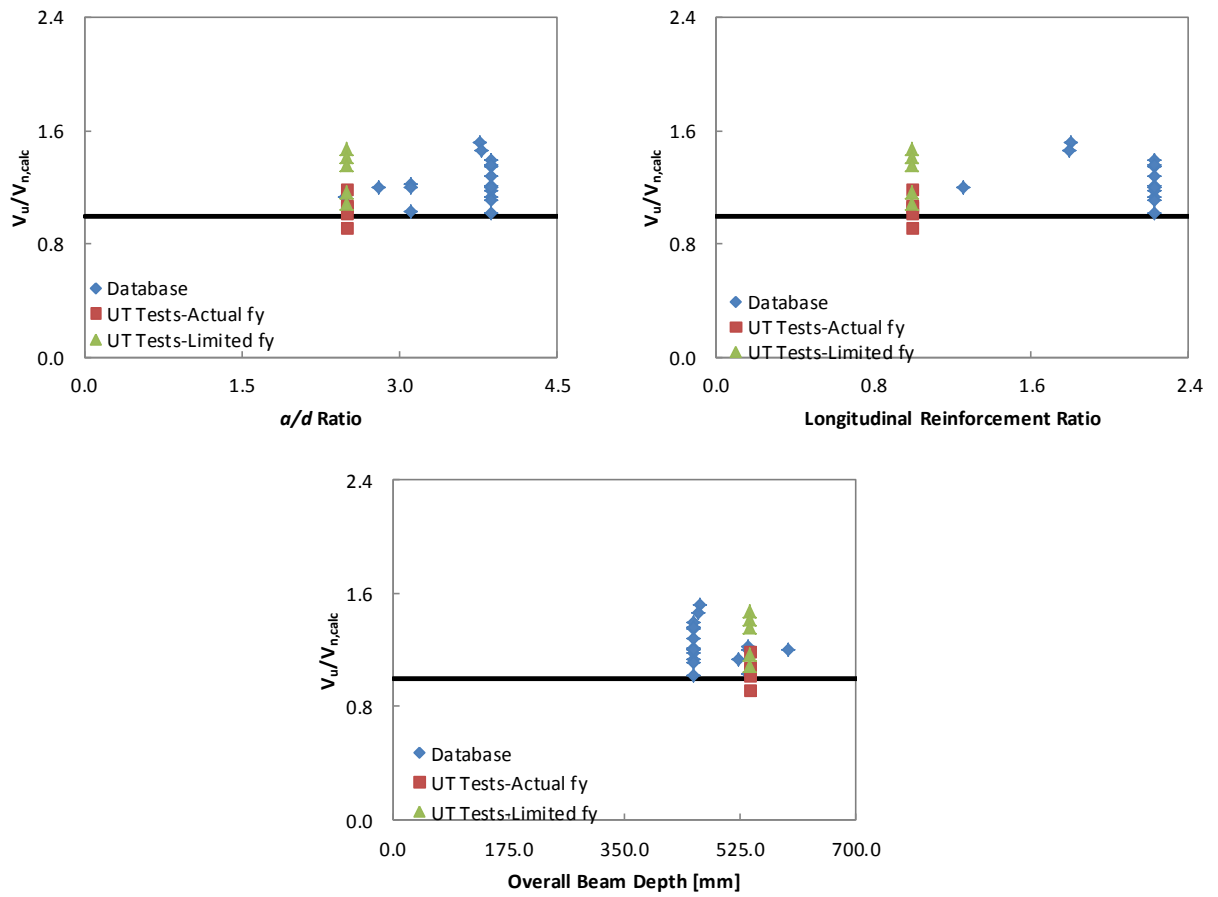 2.4
1.6
0.8
0.0
Vu/Vn,calc
Database
UT Tests-Actual fy
UT Tests-Limited fy
0.0 1.5 3.0 4.5
a/d Ratio
2.4
1.6
0.8
0.0
Vu/Vn,calc
Database
UT Tests-Actual fy
UT Tests-Limited fy
0.0 0.8 1.6 2.4
Longitudinal Reinforcement Ratio
2.4
1.6
0.8
0.0
Vu/Vn,calc
Database
UT Tests-Actual fy
UT Tests-Limited fy
0.0 175.0 350.0 525.0 700.0
Overall Beam Depth [mm]